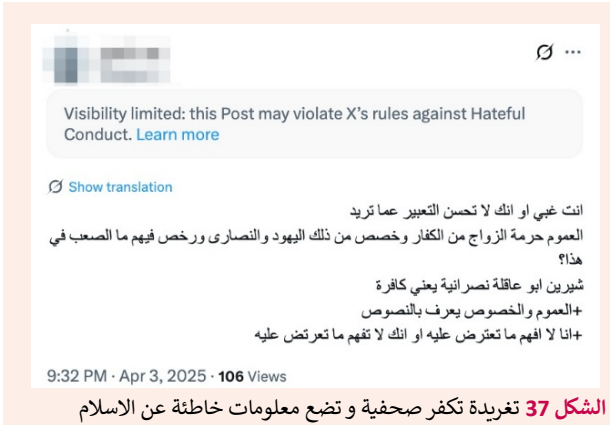 Visibility limited: this Post may violate X's rules against Hateful
Conduct. Learn more
Show translation
انت غبي او انك لا تحسن التعبير عما تريد
العموم حرمة الزواج من الكفار وخصص من ذلك اليهود والنصارى ورخص فيهم ما الصعب في
هذا؟
شيرين ابو عاقلة نصرانية يعني كافرة
+العموم والخصوص يعرف بالنصوص
+انا لا افهم ما تعترض عليه او انك لا تفهم ما تعرتض عليه
9:32 PM · Apr 3, 2025 · 106 Views
الشكل 37 تغريدة تكفر صحفية و تضع معلومات خاطئة عن الاسلام